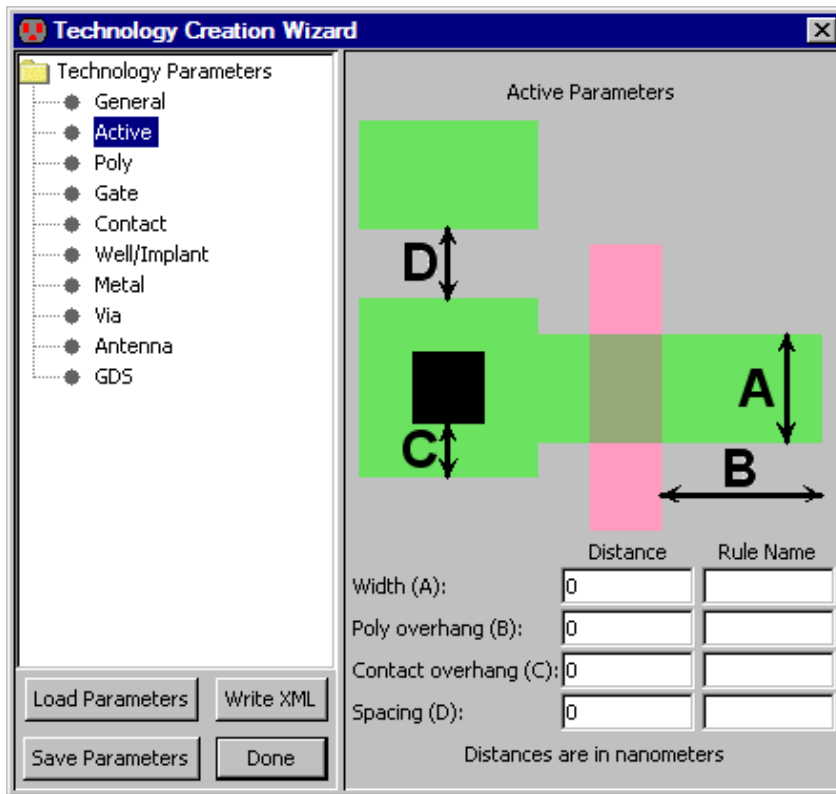 Technology Creation Wizard
Technology Parameters
General
Active
Poly
Gate
Contact
Well/Implant
Metal
Via
Antenna
GDS
Load Parameters
Write XML
Save Parameters
Done
Active Parameters
D
A
C
B
Distance Rule Name
Width (A): 0
Poly overhang (B): 0
Contact overhang (C): 0
Spacing (D): 0
Distances are in nanometers